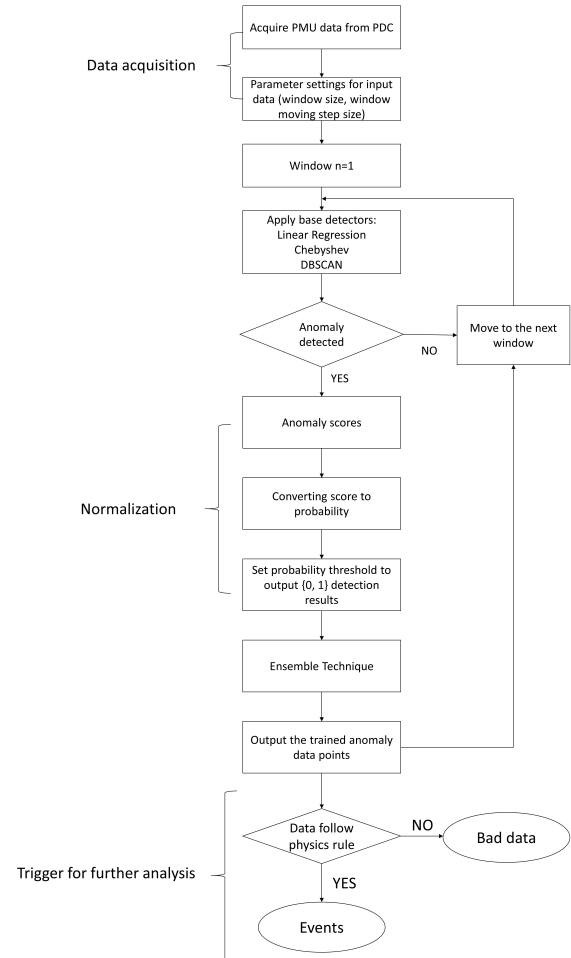 Acquire PMU data from PDC
Data acquisition
Parameter settings for input
data (window size, window
moving step size)
Window n=1
Apply base detectors:
Linear Regression
Chebyshev
DBSCAN
Anomaly
detected
NO
Move to the next
window
YES
Anomaly scores
Normalization
Converting score to
probability
Set probability threshold to
output {0, 1} detection
results
Ensemble Technique
Output the trained anomaly
data points
Data follow
physics rule
NO
Bad data
Trigger for further analysis
YES
Events